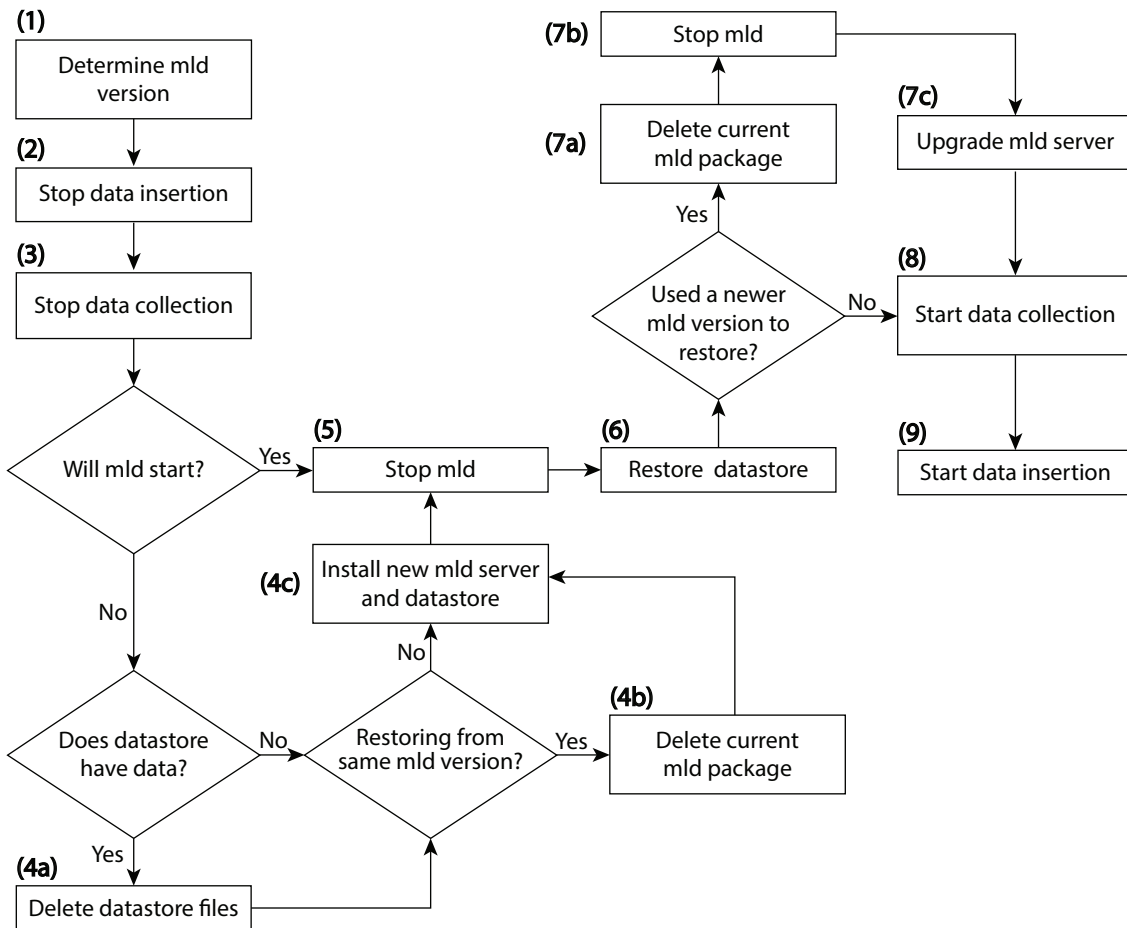 (1)
Determine mld
version
(2)
Stop data insertion
(3)
Stop data collection
Will mld start?
Yes
No
Does datastore
have data?
No
Yes
(4a)
Delete datastore files
Restoring from
same mld version?
Yes
No
(4b)
Delete current
mld package
(4c)
Install new mld server
and datastore
(5)
Stop mld
(6)
Restore datastore
Used a newer
mld version to
restore?
Yes
No
(7a)
Delete current
mld package
(7b)
Stop mld
(7c)
Upgrade mld server
(8)
Start data collection
(9)
Start data insertion